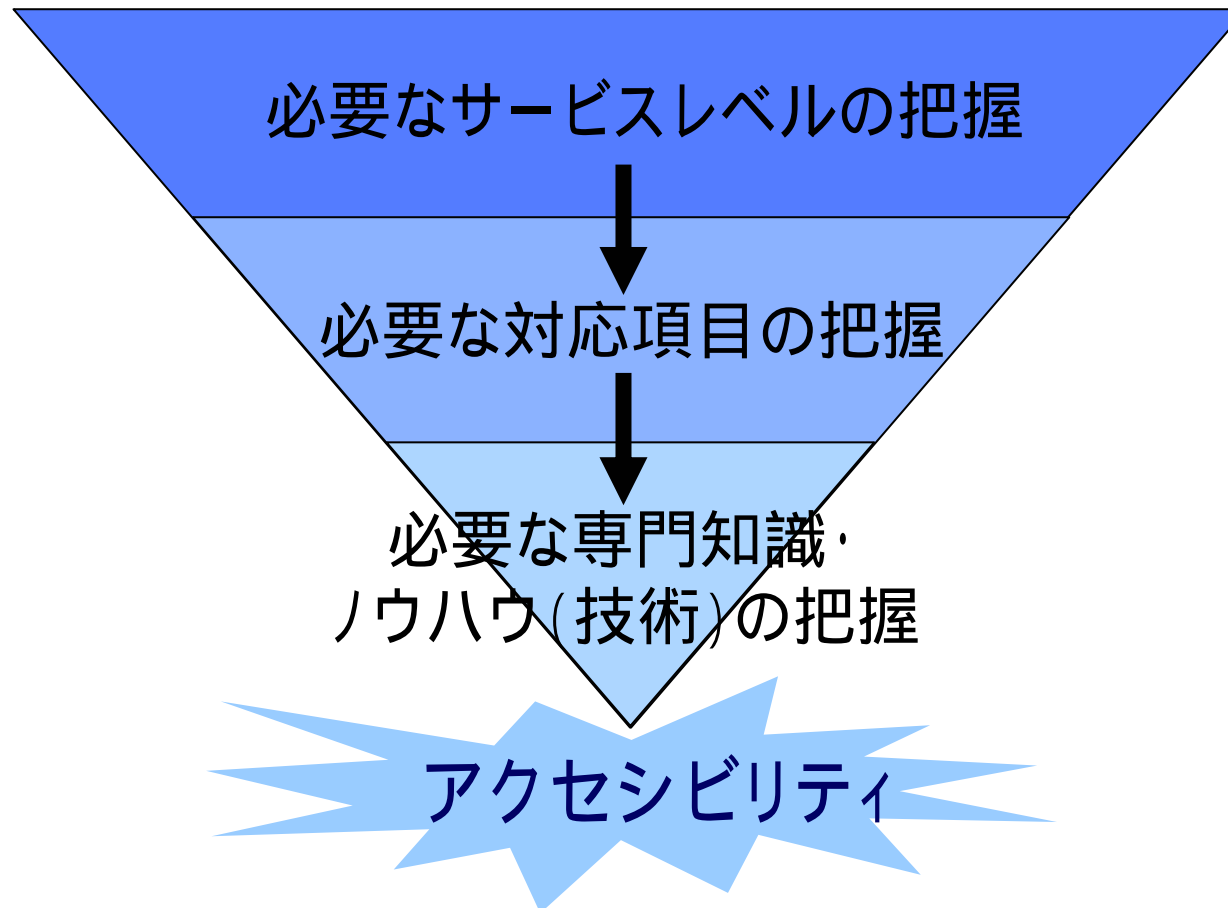 必要なサービスレベルの把握
必要な対応項目の把握
必要な専門知識・
ノウハウ(技術)の把握
アクセシビリティ